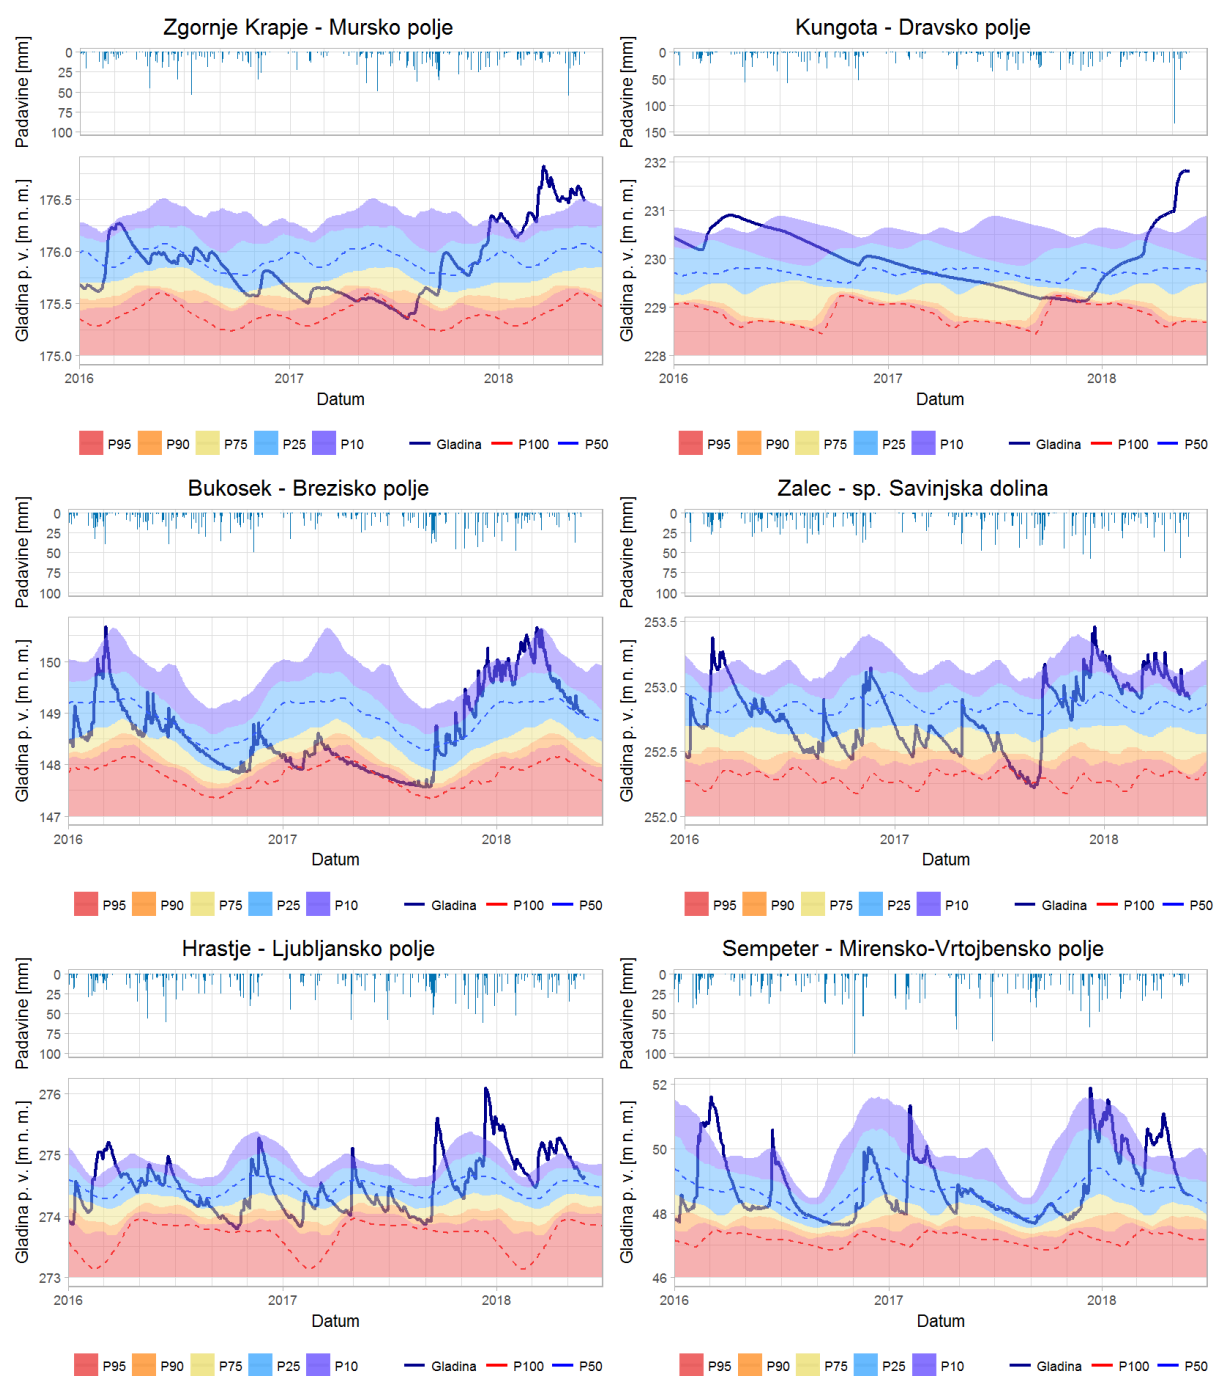 Zgornje Krapje - Mursko polje
Padavine [mm]
0
25
50
75
100
Gladina p. v. [m n. m.]
176.5
176.0
175.5
175.0
2016 2017 2018
Datum
P95 P90 P75 P25 P10 Gladina P100 P50
Kungota - Dravsko polje
Padavine [mm]
0
50
100
150
Gladina p. v. [m n. m.]
232
231
230
229
228
2016 2017 2018
Datum
P95 P90 P75 P25 P10 Gladina P100 P50
Bukosek - Brezisko polje
Padavine [mm]
0
25
50
75
100
Gladina p. v. [m n. m.]
150
149
148
147
2016 2017 2018
Datum
P95 P90 P75 P25 P10 Gladina P100 P50
Zalec - sp. Savinjska dolina
Padavine [mm]
0
25
50
75
100
Gladina p. v. [m n. m.]
253.5
253.0
252.5
252.0
2016 2017 2018
Datum
P95 P90 P75 P25 P10 Gladina P100 P50
Hrastje - Ljubljansko polje
Padavine [mm]
0
25
50
75
100
Gladina p. v. [m n. m.]
276
275
274
273
2016 2017 2018
Datum
P95 P90 P75 P25 P10 Gladina P100 P50
Sempeter - Mirensko-Vrtojbensko polje
Padavine [mm]
0
25
50
75
100
Gladina p. v. [m n. m.]
52
50
48
46
2016 2017 2018
Datum
P95 P90 P75 P25 P10 Gladina P100 P50